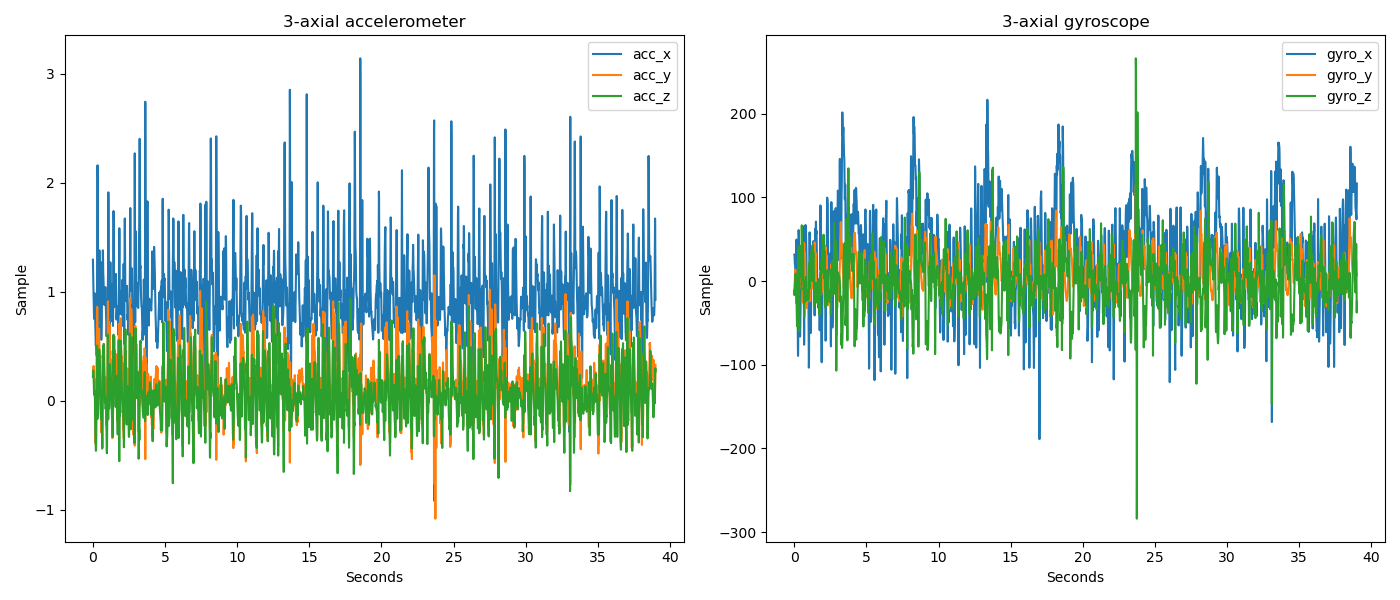 3-axial accelerometer
acc_x
acc_y
acc_z
3
2
1
0
−1
Sample
0 5 10 15 20 25 30 35 40
Seconds
3-axial gyroscope
gyro_x
gyro_y
gyro_z
200
100
0
−100
−200
−300
Sample
0 5 10 15 20 25 30 35 40
Seconds